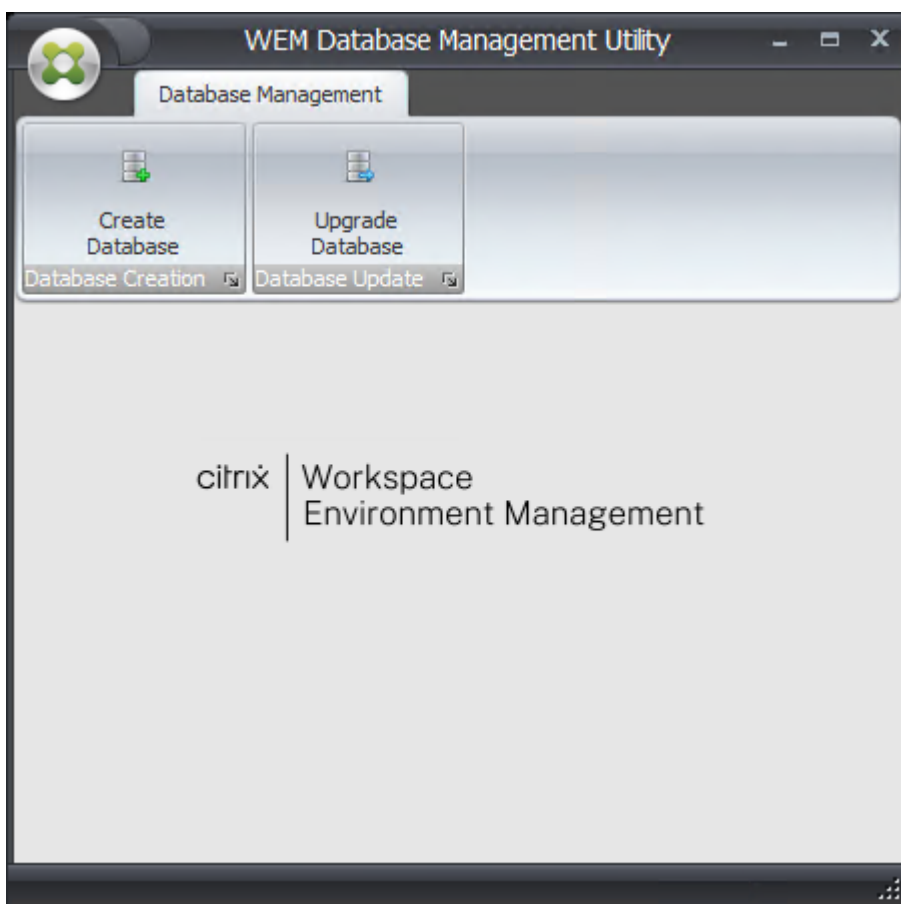 WEM Database Management Utility
Database Management
Create
Database
Upgrade
Database
Database Creation
Database Update
citrix
Workspace
Environment Management